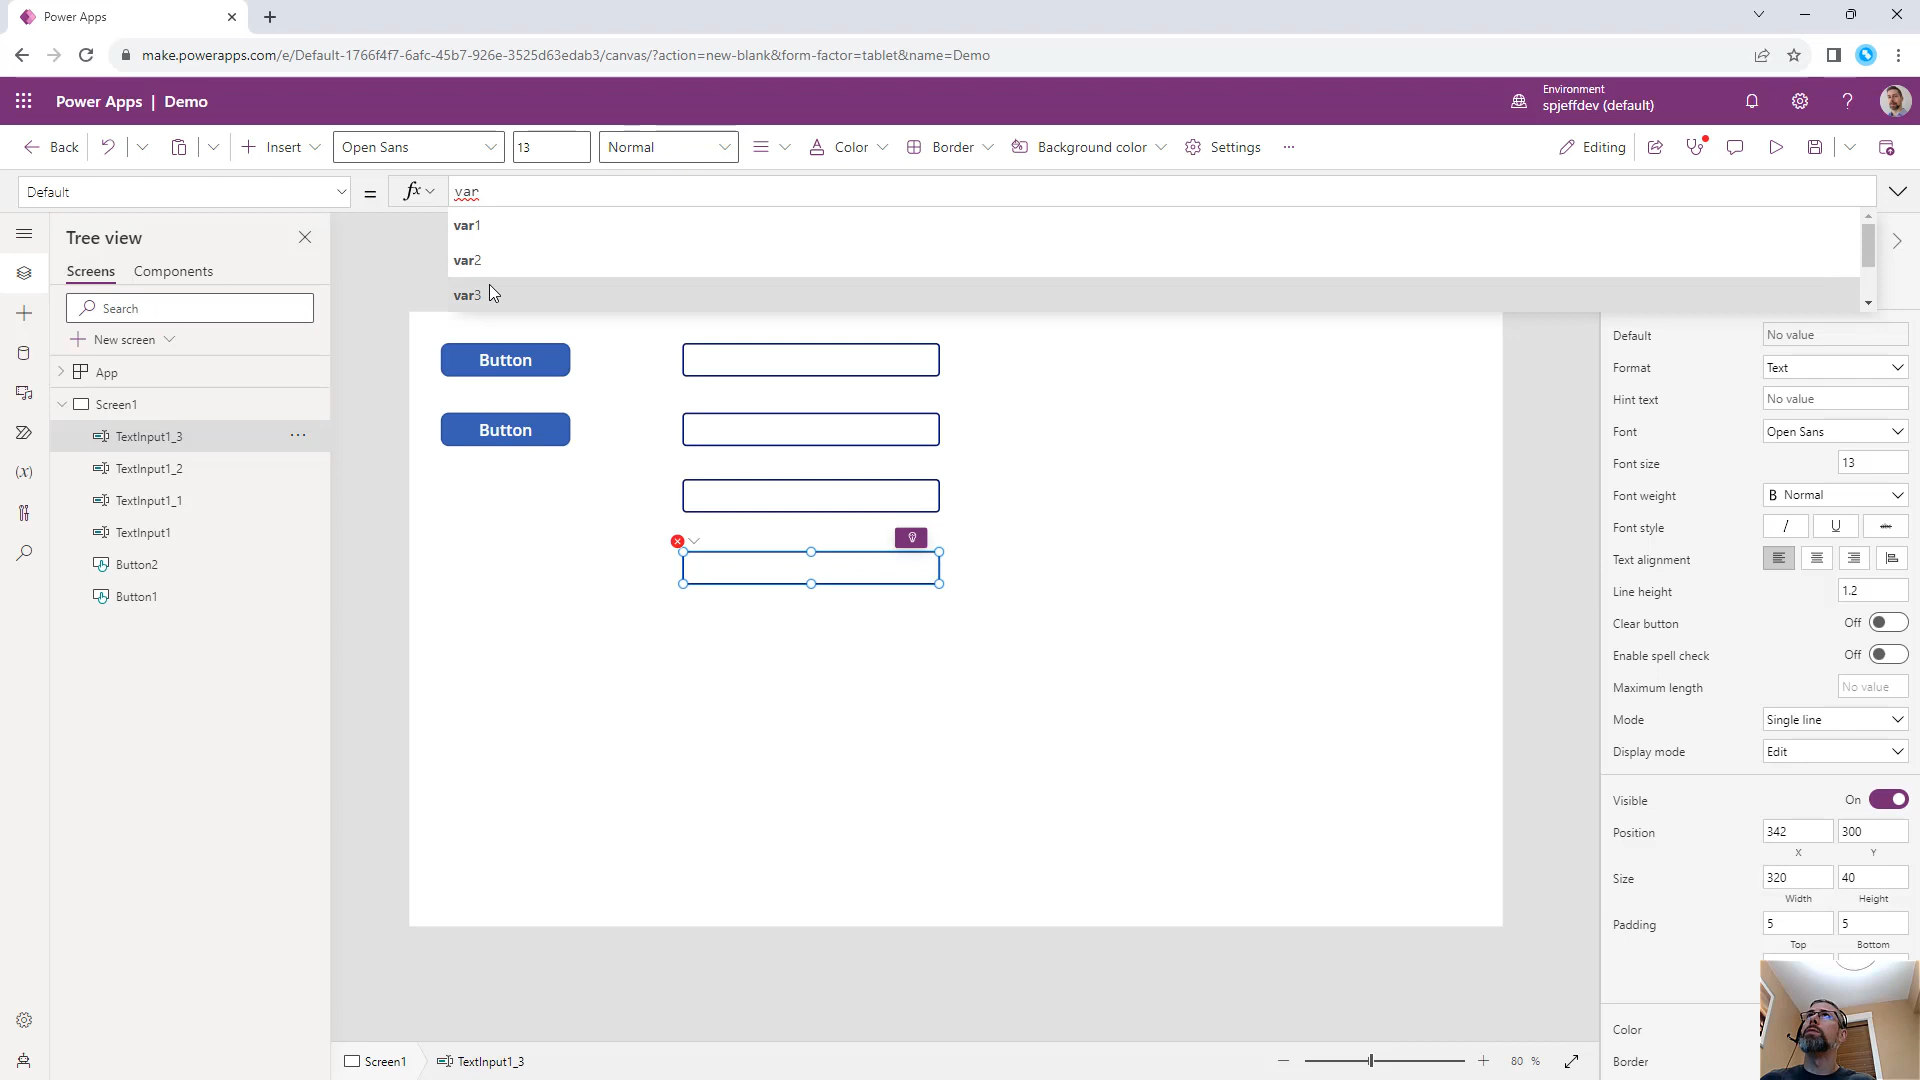 Power Apps
make.powerapps.com/e/Default-1766f4f7-6afc-45b7-926e-3525d63edab3/canvas/?action=new-blank&form-factor=tablet&name=Demo
Power Apps | Demo
Environment
spjeffdev (default)
Back
Insert
Open Sans
13
Normal
Color
Border
Background color
Settings
Editing
Default
=
fx
var
var1
var2
var3
Tree view
Screens
Components
Search
New screen
App
Screen1
TextInput1_3
TextInput1_2
TextInput1_1
TextInput1
Button2
Button1
Button
Button
Default
No value
Format
Text
Hint text
No value
Font
Open Sans
Font size
13
Font weight
B Normal
Font style
Text alignment
Line height
1.2
Clear button
Off
Enable spell check
Off
Maximum length
No value
Mode
Single line
Display mode
Edit
Visible
On
Position
342
300
X
Y
Size
320
40
Width
Height
Padding
5
5
Top
Bottom
Color
Border
Screen1
TextInput1_3
80 %